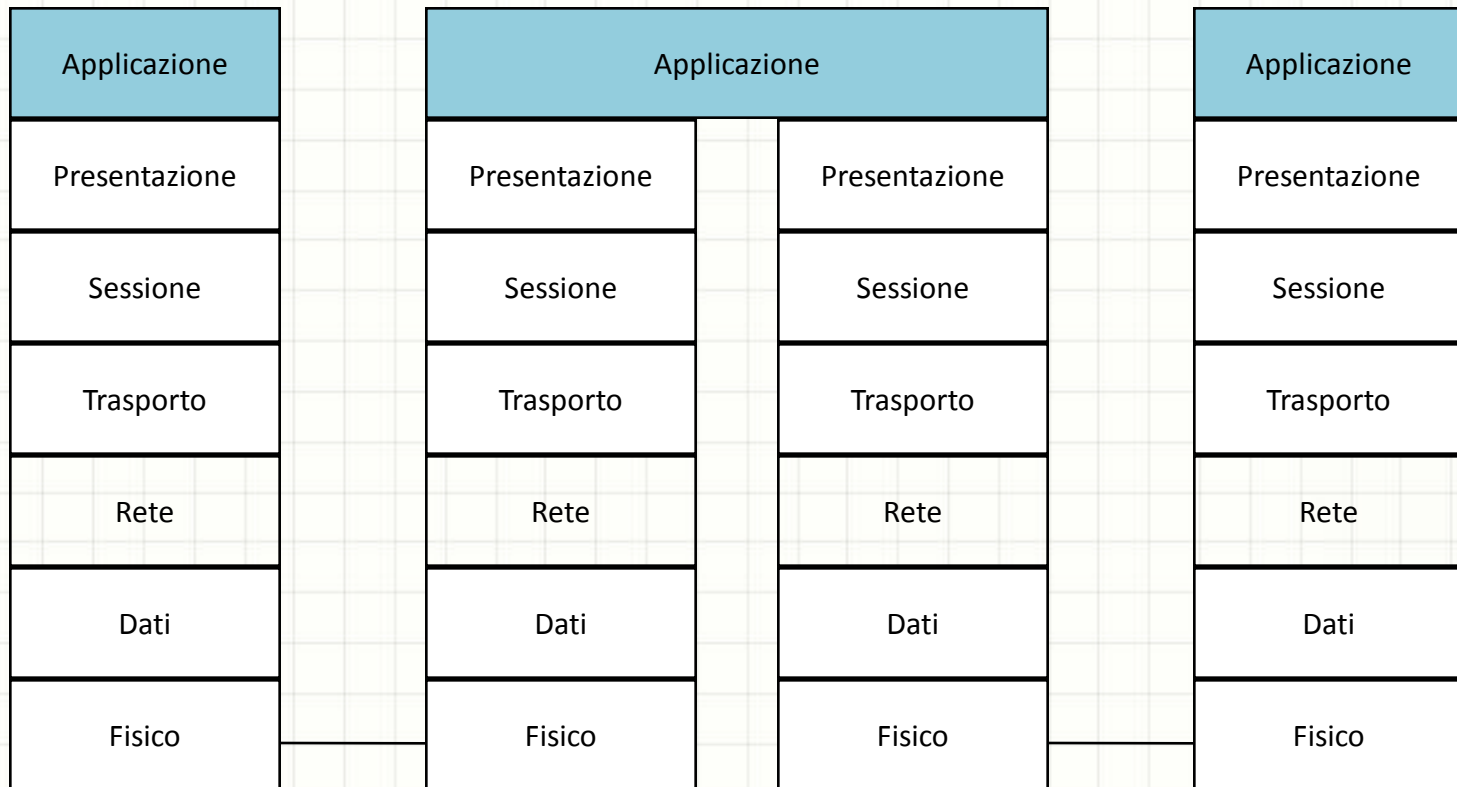 Applicazione
Applicazione
Applicazione
Presentazione
Presentazione
Presentazione
Presentazione
Sessione
Sessione
Sessione
Sessione
Trasporto
Trasporto
Trasporto
Trasporto
Rete
Rete
Rete
Rete
Dati
Dati
Dati
Dati
Fisico
Fisico
Fisico
Fisico